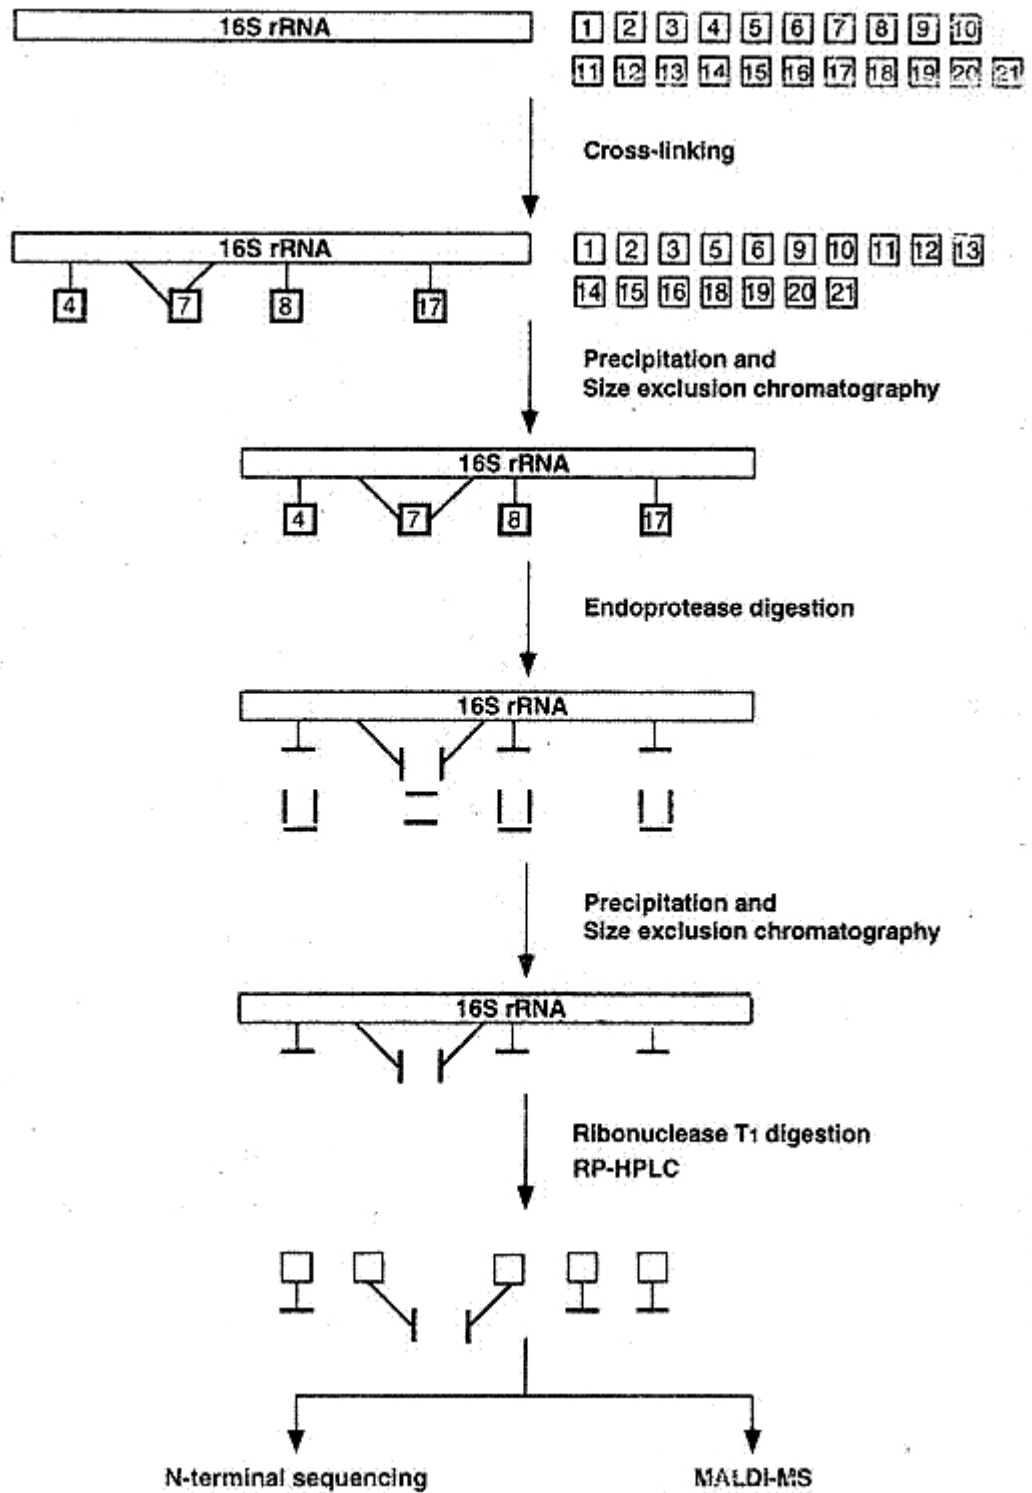 16S rRNA 1 2 3 4 5 6 7 8 9 10
11 12 13 14 15 16 17 18 19 20 21
Cross-linking
16S rRNA 1 2 3 5 6 9 10 11 12 13
4 7 8 17 14 15 16 18 19 20 21
Precipitation and
Size exclusion chromatography
16S rRNA
4 7 8 17
Endoprotease digestion
16S rRNA
Precipitation and
Size exclusion chromatography
16S rRNA
Ribonuclease T1 digestion
RP-HPLC
N-terminal sequencing MALDI-MS